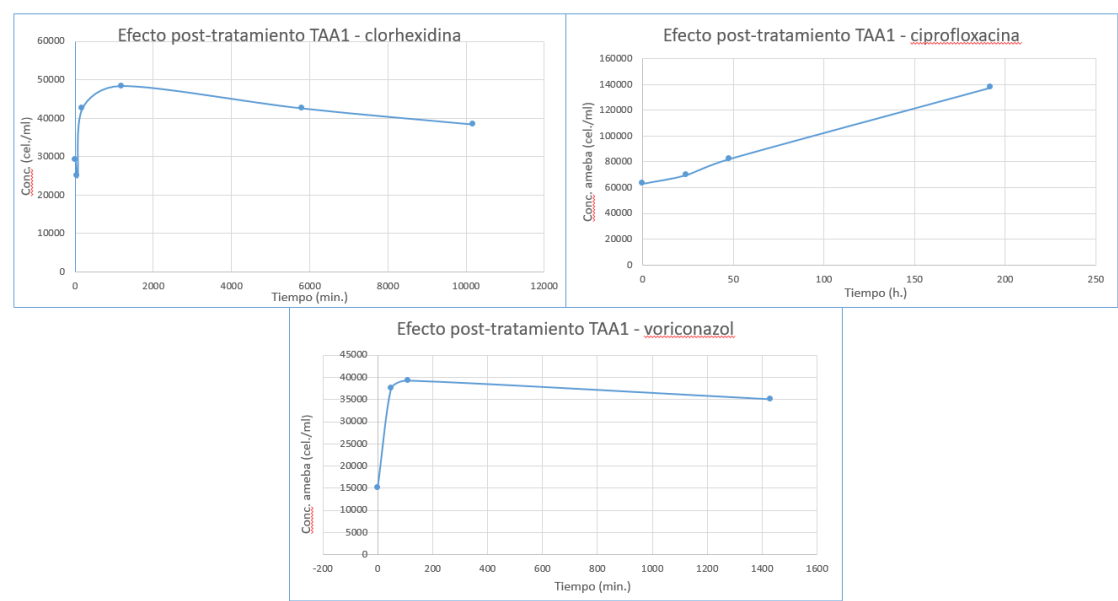 Efecto post-tratamiento TAA1 - clorhexidina
60000
50000
40000
30000
20000
10000
0
Conc. (cel./ml)
0 2000 4000 6000 8000 10000 12000
Tiempo (min.)
Efecto post-tratamiento TAA1 - ciprofloxacina
160000
140000
120000
100000
80000
60000
40000
20000
0
Conc. ameba (cel./ml)
0 50 100 150 200 250
Tiempo (h.)
Efecto post-tratamiento TAA1 - voriconazol
45000
40000
35000
30000
25000
20000
15000
10000
5000
0
Conc. ameba (cel./ml)
-200 0 200 400 600 800 1000 1200 1400 1600
Tiempo (min.)